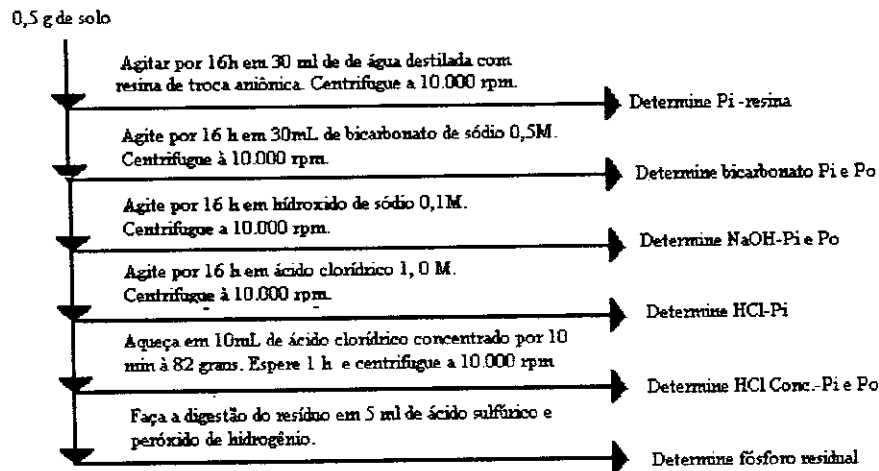 0,5 g de solo
Agitar por 16h em 30 ml de de água destilada com
resina de troca aniônica. Centrifugue a 10.000 rpm.
Determine Pi -resina
Agite por 16 h em 30mL de bicarbonato de sódio 0,5M.
Centrifugue à 10.000 rpm.
Determine bicarbonato Pi e Po
Agite por 16 h em hidróxido de sódio 0,1M.
Centrifugue a 10.000 rpm.
Determine NaOH-Pi e Po
Agite por 16 h em ácido clorídrico 1, 0 M.
Centrifugue à 10.000 rpm.
Determine HCl-Pi
Aqueça em 10mL de ácido clorídrico concentrado por 10
min à 82 graus. Espere 1 h e centrifugue a 10.000 rpm
Determine HCl Conc.-Pi e Po
Faça a digestão do resíduo em 5 ml de ácido sulfúrico e
peróxido de hidrogênio.
Determine fósforo residual